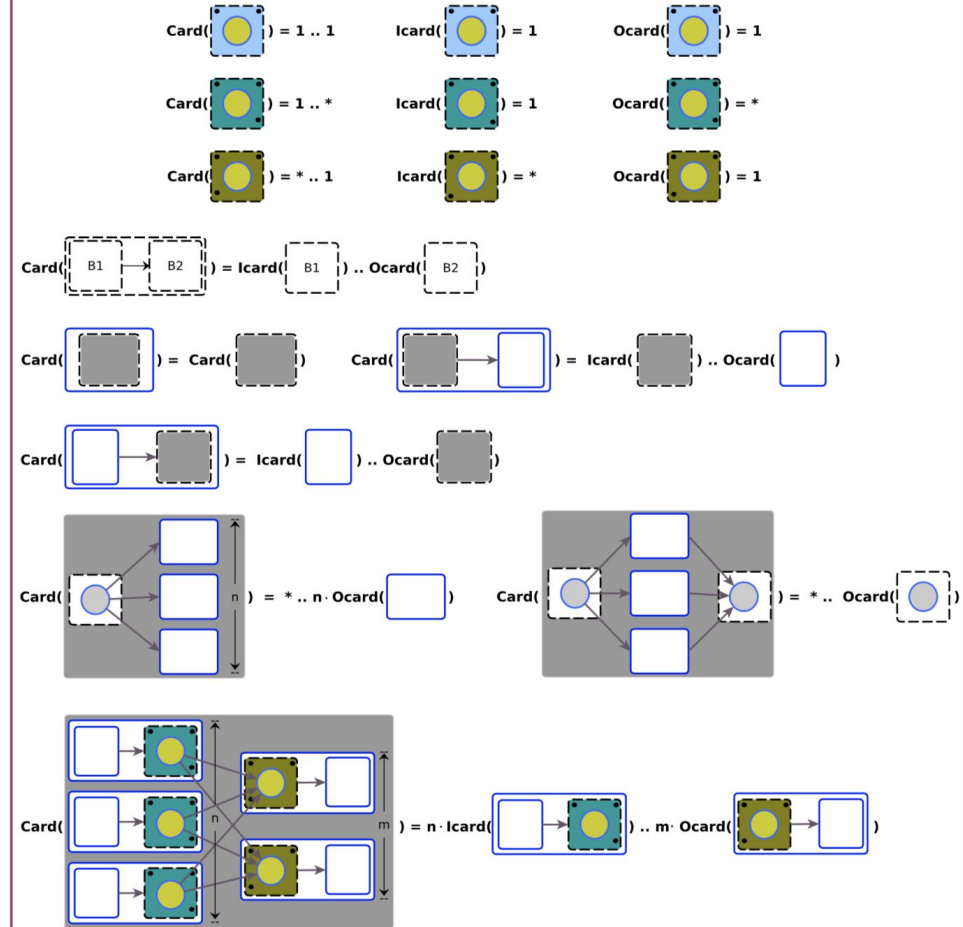 Card( ) = 1 .. 1 Icard( ) = 1 Ocard( ) = 1
Card( ) = 1 .. * Icard( ) = 1 Ocard( ) = *
Card( ) = * .. 1 Icard( ) = * Ocard( ) = 1
Card( B1 B2 ) = Icard( B1 ) .. Ocard( B2 )
Card( ) = Card( ) Card( ) = Icard( ) .. Ocard( )
Card( ) = Icard( ) .. Ocard( )
Card( n ) = * .. n· Ocard( ) Card( ) = * .. Ocard( )
Card( n m ) = n· Icard( ) .. m· Ocard( )